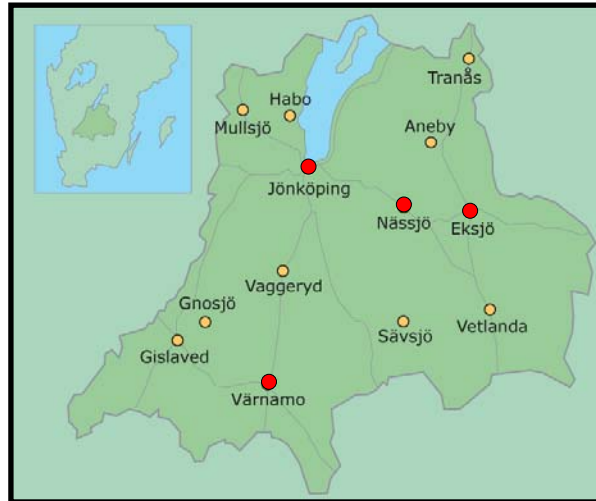 Tranås
Habo
Mullsjö
Aneby
Jönköping
Nässjö
Eksjö
Vaggeryd
Gnosjö
Sävsjö
Vetlanda
Gislaved
Värnamo